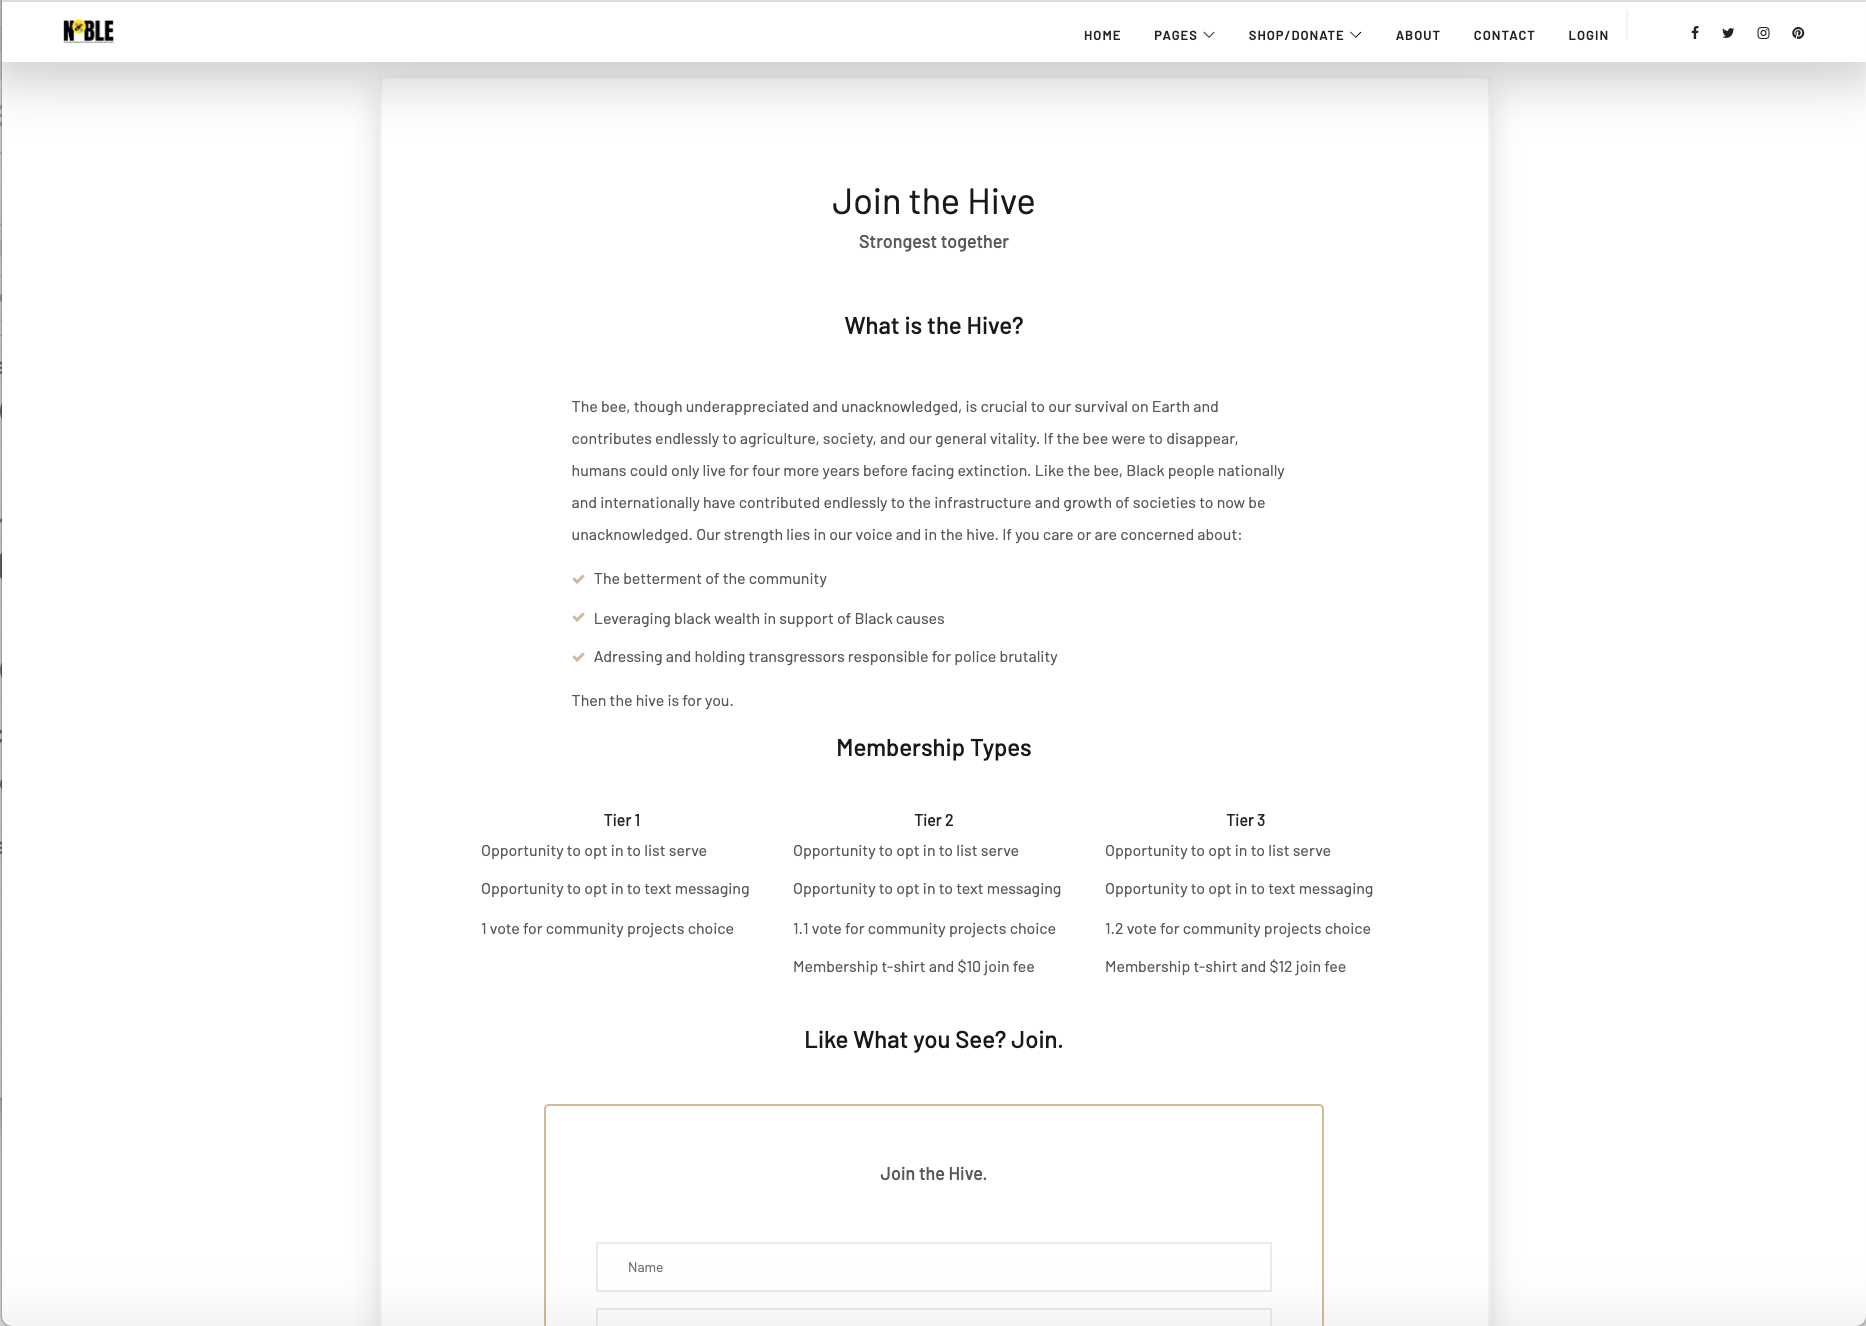 NOBLE
HOME PAGES SHOP/DONATE ABOUT CONTACT LOGIN
Join the Hive
Strongest together
What is the Hive?
The bee, though underappreciated and unacknowledged, is crucial to our survival on Earth and
contributes endlessly to agriculture, society, and our general vitality. If the bee were to disappear,
humans could only live for four more years before facing extinction. Like the bee, Black people nationally
and internationally have contributed endlessly to the infrastructure and growth of societies to now be
unacknowledged. Our strength lies in our voice and in the hive. If you care or are concerned about:
The betterment of the community
Leveraging black wealth in support of Black causes
Adressing and holding transgressors responsible for police brutality
Then the hive is for you.
Membership Types
Tier 1
Opportunity to opt in to list serve
Opportunity to opt in to text messaging
1 vote for community projects choice
Tier 2
Opportunity to opt in to list serve
Opportunity to opt in to text messaging
1.1 vote for community projects choice
Membership t-shirt and $10 join fee
Tier 3
Opportunity to opt in to list serve
Opportunity to opt in to text messaging
1.2 vote for community projects choice
Membership t-shirt and $12 join fee
Like What you See? Join.
Join the Hive.
Name